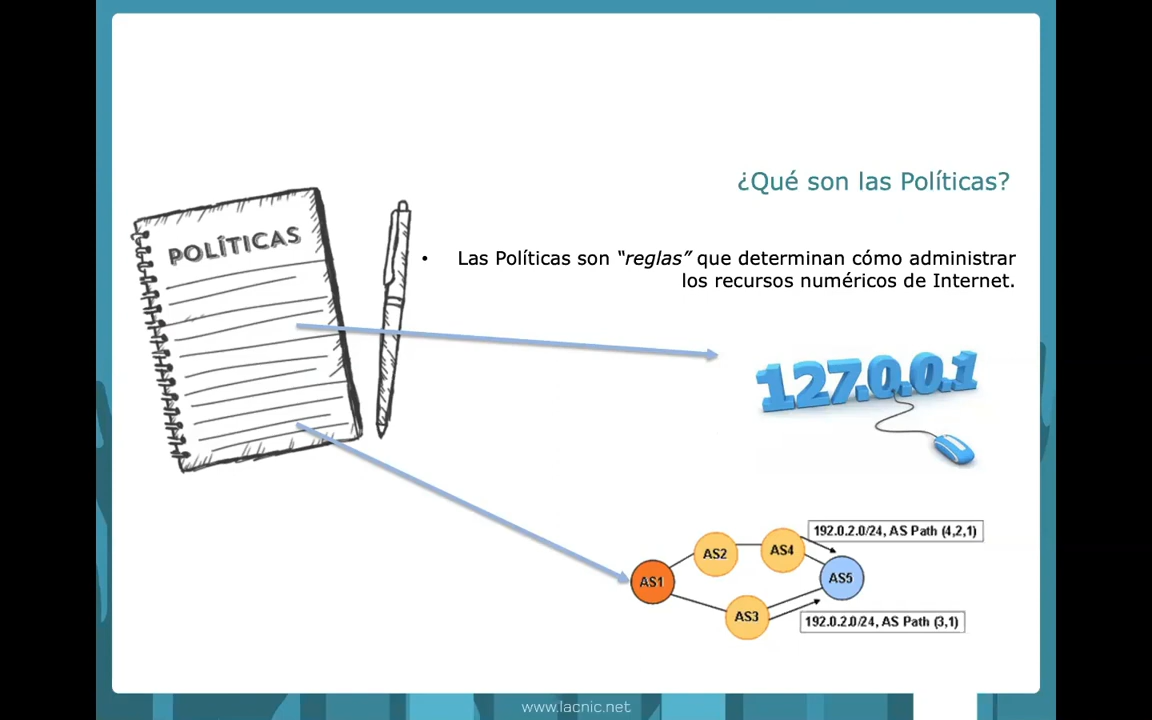 ¿Qué son las Políticas?
POLÍTICAS
• Las Políticas son “reglas” que determinan cómo administrar
los recursos numéricos de Internet.
127.0.0.1
192.0.2.0/24, AS Path (4,2,1)
AS2
AS4
AS1
AS5
AS3
192.0.2.0/24, AS Path (3,1)
www.lacnic.net